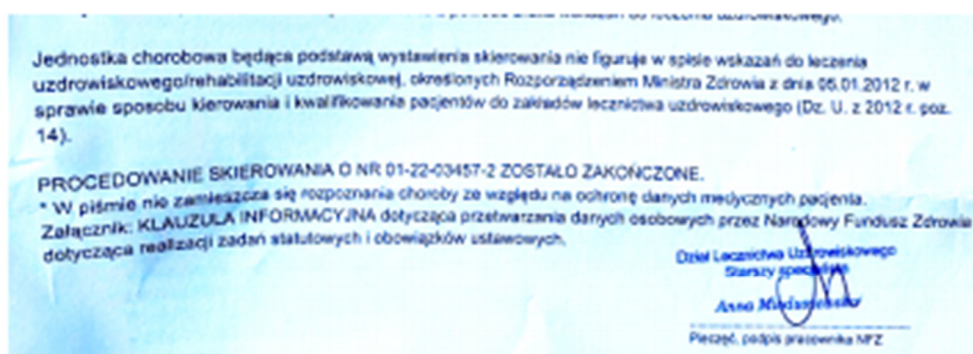 uzdrowiskowego.
Jednostka chorobowa będąca podstawą wystawienia skierowania nie figuruje w spisie wskazań do leczenia
uzdrowiskowego/rehabilitacji uzdrowiskowej, określonych Rozporządzeniem Ministra Zdrowia z dnia 05.01.2012 r. w
sprawie sposobu kierowania i kwalifikowania pacjentów do zakładów lecznictwa uzdrowiskowego (Dz. U. z 2012 r. poz.
14).
PROCEDOWANIE SKIEROWANIA O NR 01-22-03457-2 ZOSTAŁO ZAKOŃCZONE.
* W piśmie nie zamieszcza się rozpoznania choroby ze względu na ochronę danych medycznych pacjenta.
Załącznik: KLAUZULA INFORMACYJNA dotycząca przetwarzania danych osobowych przez Narodowy Fundusz Zdrowia
dotycząca realizacji zadań statutowych i obowiązków ustawowych.
Dział Lecznictwa Uzdrowiskowego
Starszy specjalista
Anna
Pieczęć, podpis pracownika NFZ